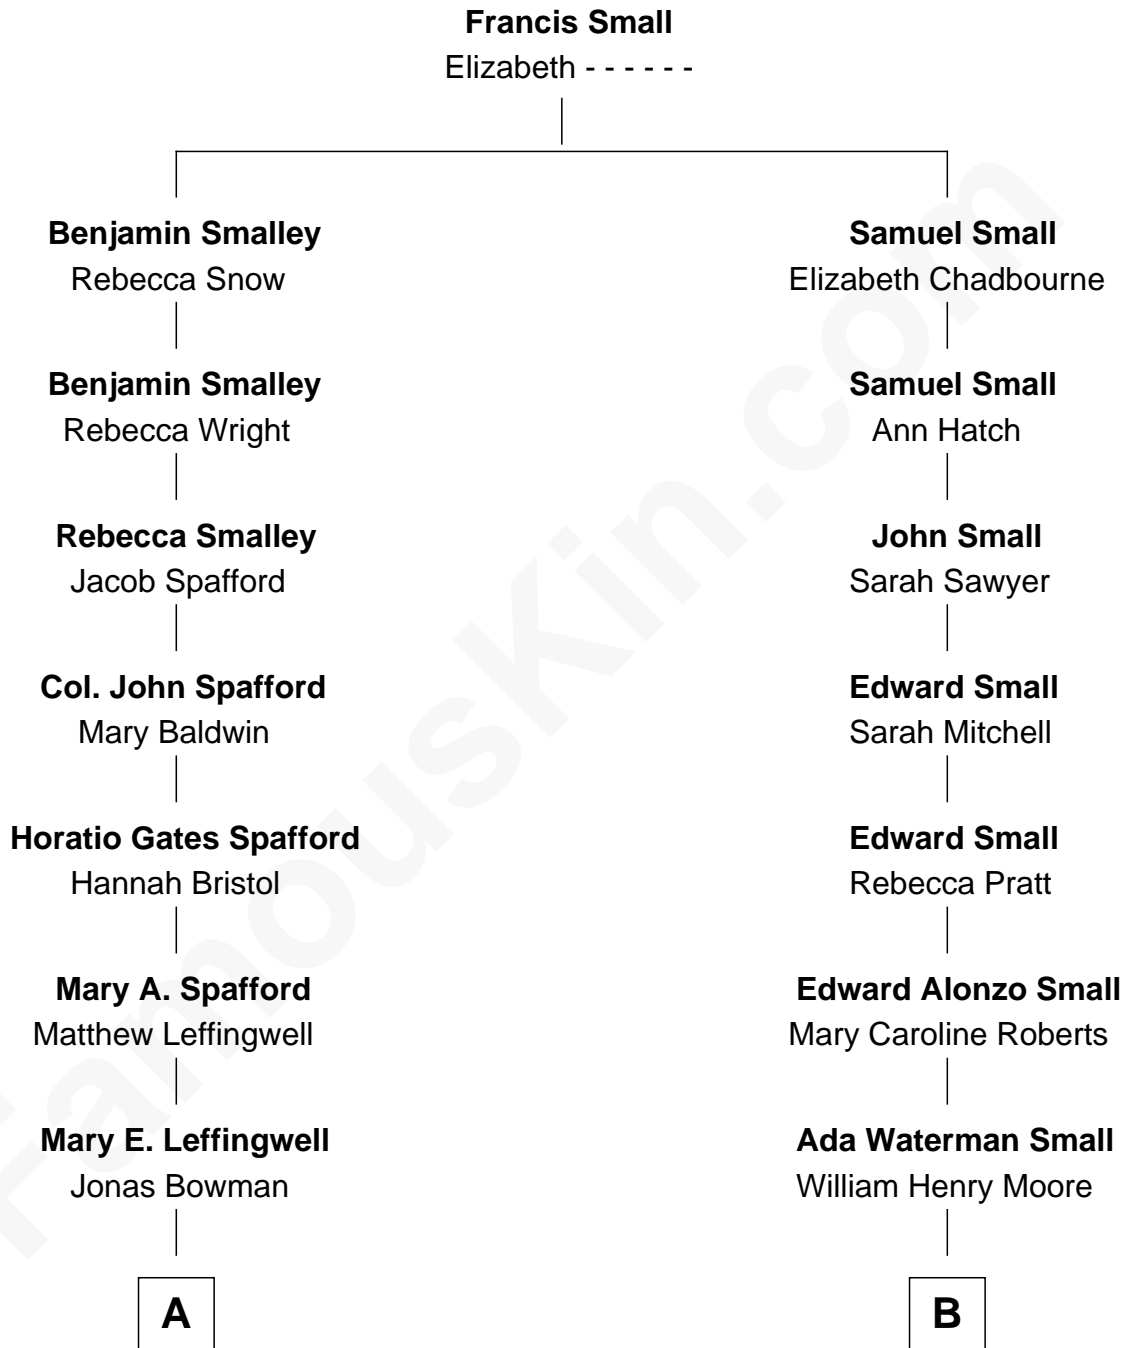 Francis Small
Elizabeth - - - - - -
Benjamin Smalley
Rebecca Snow
Samuel Small
Elizabeth Chadbourne
Benjamin Smalley
Rebecca Wright
Samuel Small
Ann Hatch
Rebecca Smalley
Jacob Spafford
John Small
Sarah Sawyer
Col. John Spafford
Mary Baldwin
Edward Small
Sarah Mitchell
Horatio Gates Spafford
Hannah Bristol
Edward Small
Rebecca Pratt
Mary A. Spafford
Matthew Leffingwell
Edward Alonzo Small
Mary Caroline Roberts
Mary E. Leffingwell
Jonas Bowman
Ada Waterman Small
William Henry Moore
A
B
FamousKin.com